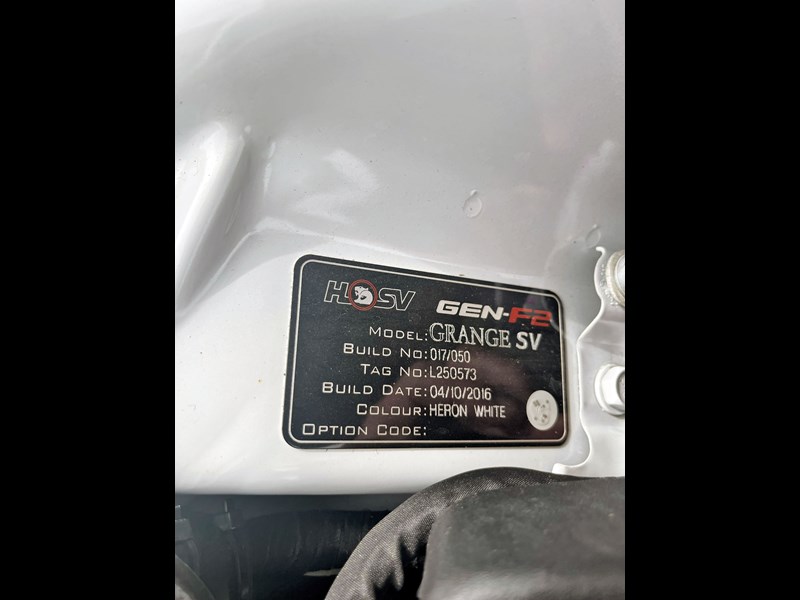 HSV GEN-F2
MODEL: GRANGE SV
BUILD NO: 017/050
TAG NO: L250573
BUILD DATE: 04/10/2016
COLOUR: HERON WHITE
OPTION CODE: